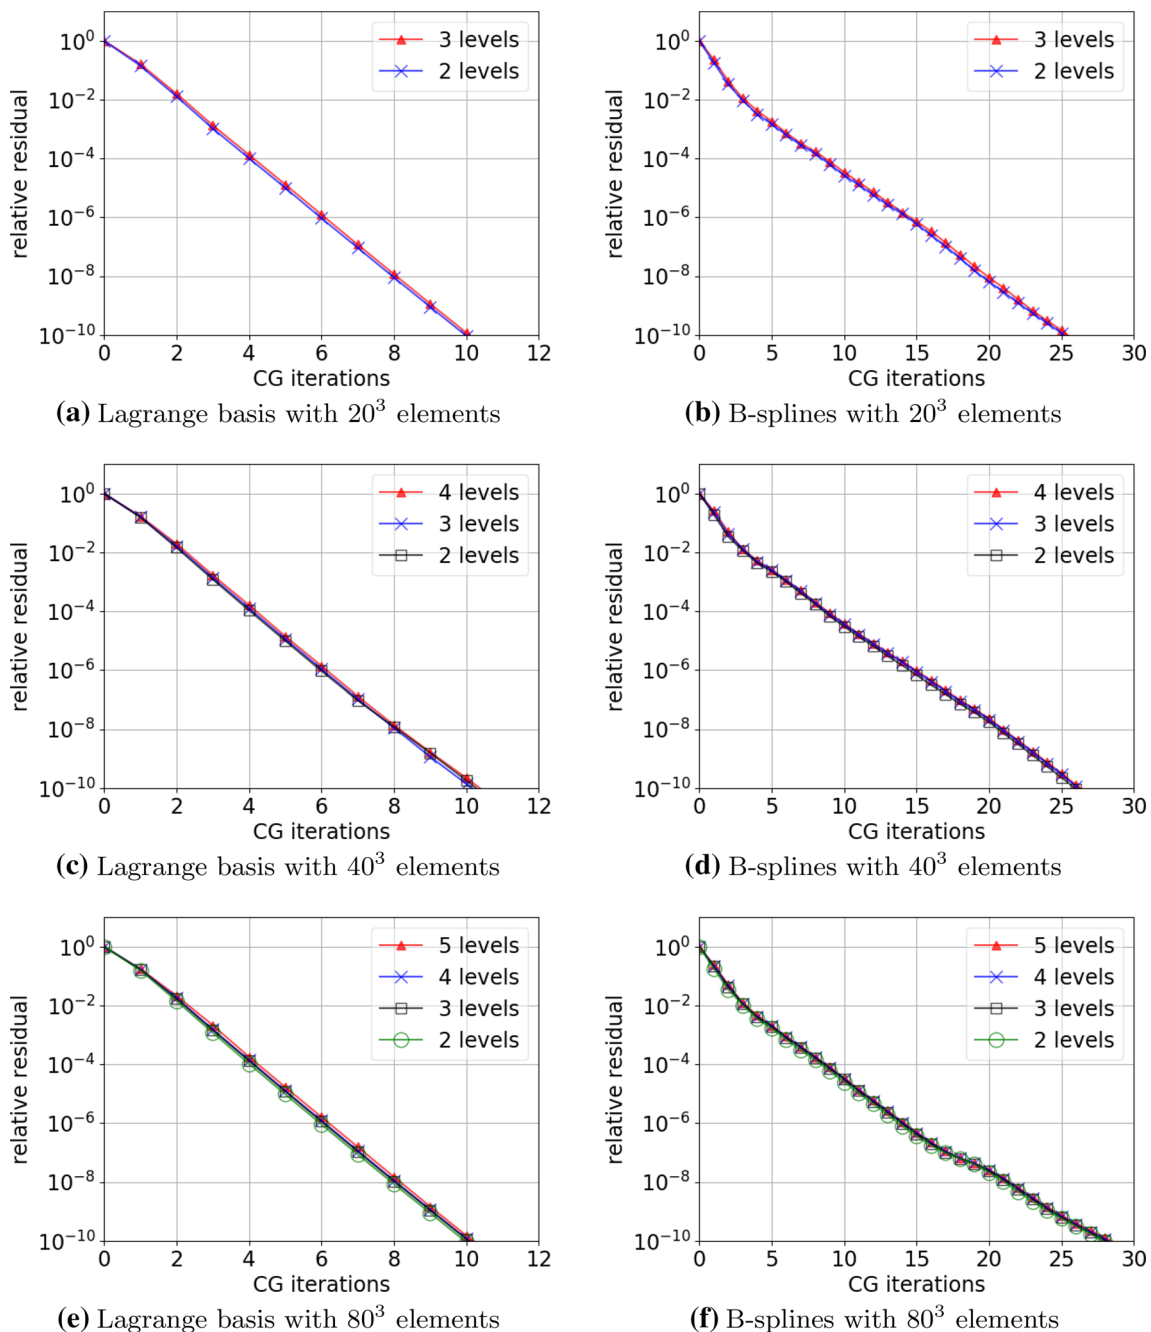 10^0
10^-2
10^-4
10^-6
10^-8
10^-10
relative residual
3 levels
2 levels
0 2 4 6 8 10 12
CG iterations
(a) Lagrange basis with 20^3 elements
10^0
10^-2
10^-4
10^-6
10^-8
10^-10
relative residual
3 levels
2 levels
0 5 10 15 20 25 30
CG iterations
(b) B-splines with 20^3 elements
10^0
10^-2
10^-4
10^-6
10^-8
10^-10
relative residual
4 levels
3 levels
2 levels
0 2 4 6 8 10 12
CG iterations
(c) Lagrange basis with 40^3 elements
10^0
10^-2
10^-4
10^-6
10^-8
10^-10
relative residual
4 levels
3 levels
2 levels
0 5 10 15 20 25 30
CG iterations
(d) B-splines with 40^3 elements
10^0
10^-2
10^-4
10^-6
10^-8
10^-10
relative residual
5 levels
4 levels
3 levels
2 levels
0 2 4 6 8 10 12
CG iterations
(e) Lagrange basis with 80^3 elements
10^0
10^-2
10^-4
10^-6
10^-8
10^-10
relative residual
5 levels
4 levels
3 levels
2 levels
0 5 10 15 20 25 30
CG iterations
(f) B-splines with 80^3 elements